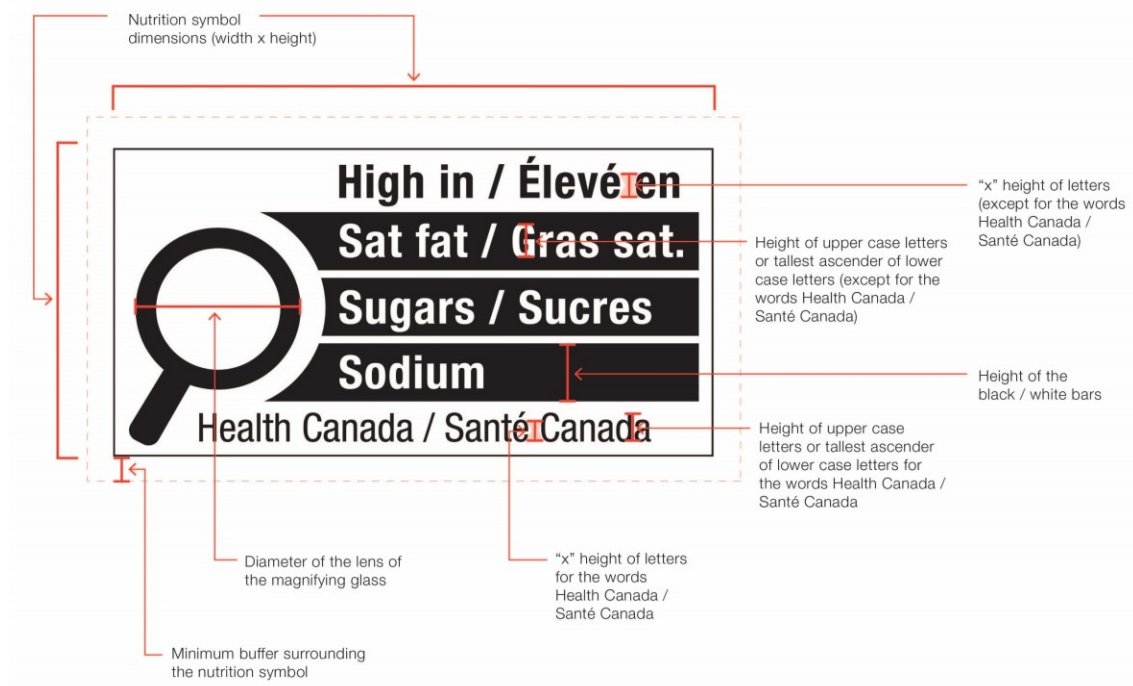 Nutrition symbol
dimensions (width x height)
High in / Élevé en
Sat fat / Gras sat.
Sugars / Sucres
Sodium
Health Canada / Santé Canada
“x” height of letters
(except for the words
Health Canada /
Santé Canada)
Height of upper case letters
or tallest ascender of lower
case letters (except for the
words Health Canada /
Santé Canada)
Height of the
black / white bars
Height of upper case
letters or tallest ascender
of lower case letters for
the words Health Canada /
Santé Canada
Diameter of the lens of
the magnifying glass
“x” height of letters
for the words
Health Canada /
Santé Canada
Minimum buffer surrounding
the nutrition symbol